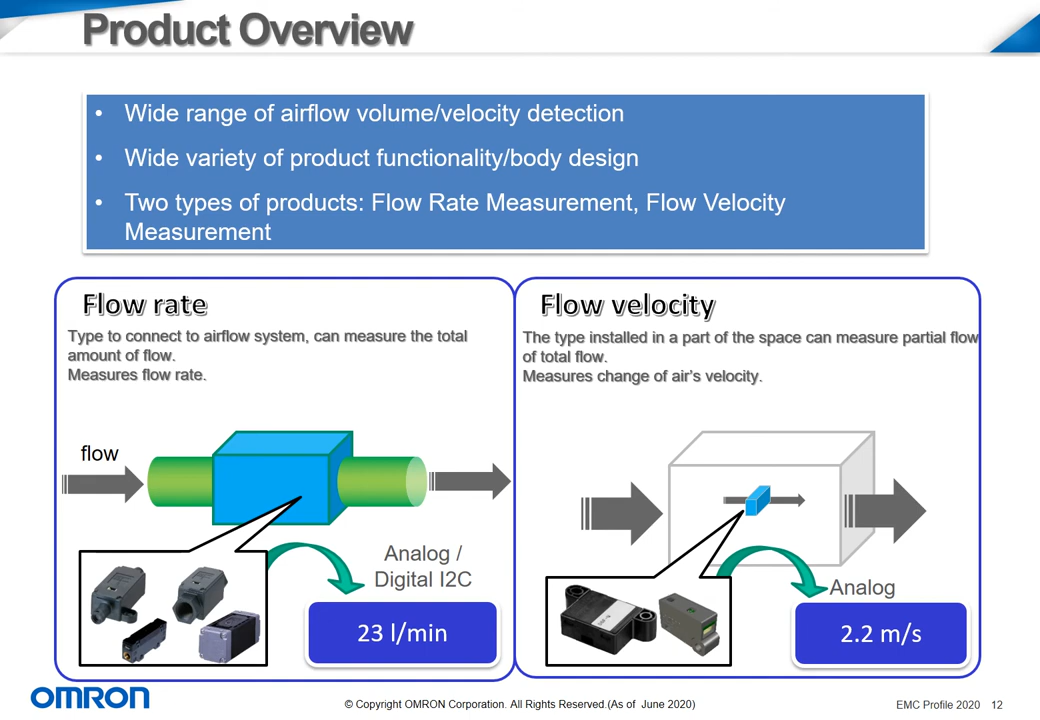 Product Overview
• Wide range of airflow volume/velocity detection
• Wide variety of product functionality/body design
• Two types of products: Flow Rate Measurement, Flow Velocity
Measurement
Flow rate
Type to connect to airflow system, can measure the total
amount of flow.
Measures flow rate.
flow
Analog /
Digital I2C
23 l/min
Flow velocity
The type installed in a part of the space can measure partial flow
of total flow.
Measures change of air's velocity.
Analog
2.2 m/s
OMRON
© Copyright OMRON Corporation. All Rights Reserved.(As of June 2020)
EMC Profile 2020 12